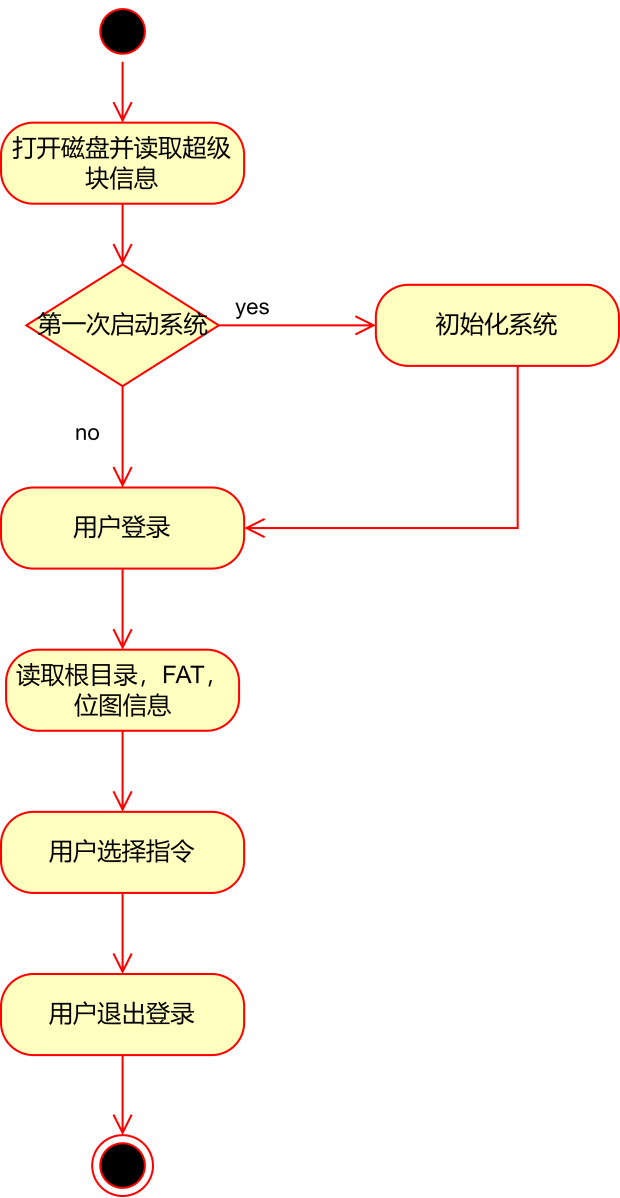 打开磁盘并读取超级
块信息
第一次启动系统
yes
初始化系统
no
用户登录
读取根目录，FAT，
位图信息
用户选择指令
用户退出登录